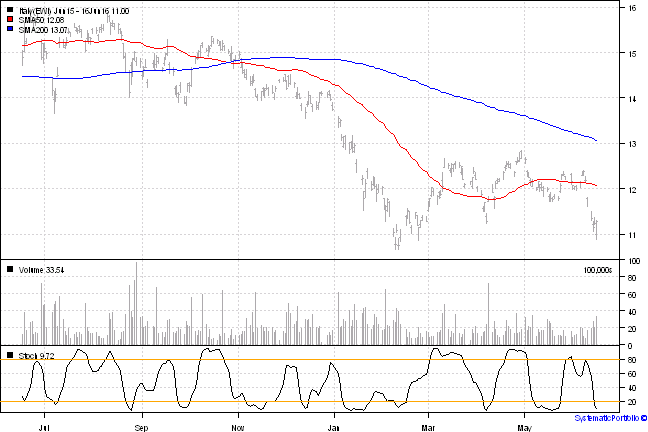 Italy(EWI) Jun15 - 16Jun16 11.00
SMA50 12.08
SMA200 13.07
16
15
14
13
12
11
Volume 33.54
100,000s
100
80
60
40
20
0
Stoch 9.72
80
60
40
20
Jul
Sep
Nov
Jan
Mar
May
SystematicPortfolio ©